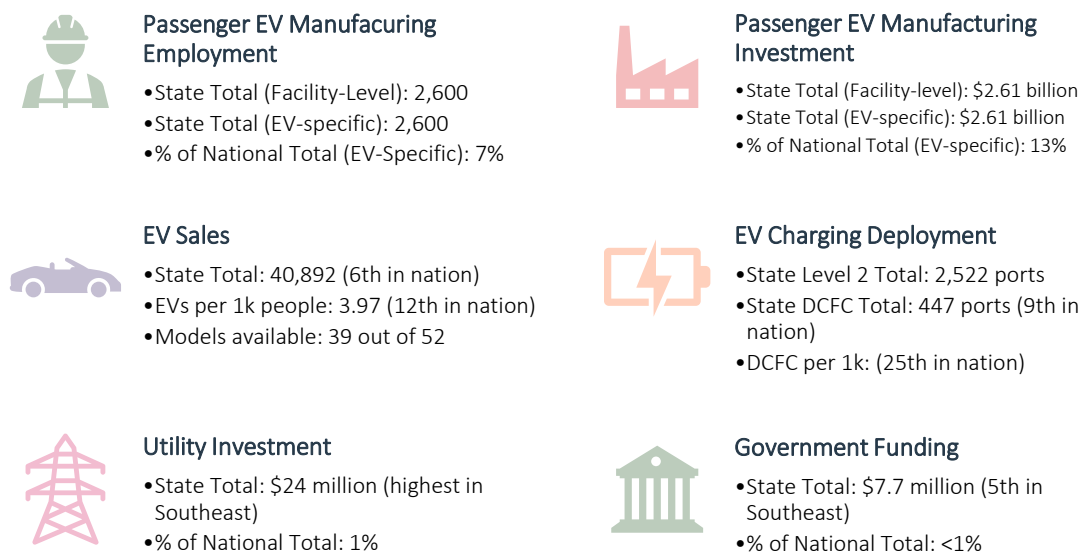 Passenger EV Manufacuring
Employment
•State Total (Facility-Level): 2,600
•State Total (EV-specific): 2,600
•% of National Total (EV-Specific): 7%
Passenger EV Manufacturing
Investment
•State Total (Facility-level): $2.61 billion
•State Total (EV-specific): $2.61 billion
•% of National Total (EV-specific): 13%
EV Sales
•State Total: 40,892 (6th in nation)
•EVs per 1k people: 3.97 (12th in nation)
•Models available: 39 out of 52
EV Charging Deployment
•State Level 2 Total: 2,522 ports
•State DCFC Total: 447 ports (9th in
nation)
•DCFC per 1k: (25th in nation)
Utility Investment
•State Total: $24 million (highest in
Southeast)
•% of National Total: 1%
Government Funding
•State Total: $7.7 million (5th in
Southeast)
•% of National Total: <1%